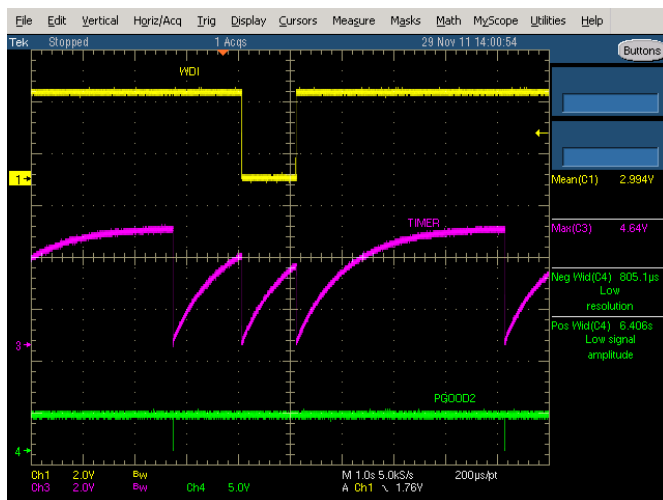 File Edit Vertical Horiz/Acq Trig Display Cursors Measure Masks Math MyScope Utilities Help
Tek Stopped 1 Acqs 29 Nov 11 14:00:54 Buttons
WDI
1
Mean(C1) 2.994V
TIMER
Max(C3) 4.64V
Neg Wid(C4) 805.1µs
Low
resolution
Pos Wid(C4) 6.406s
Low signal
amplitude
3
PGOOD2
4
Ch1 2.0V Bw M 1.0s 5.0kS/s 200µs/pt
Ch3 2.0V Bw Ch4 5.0V A Ch1 \ 1.76V